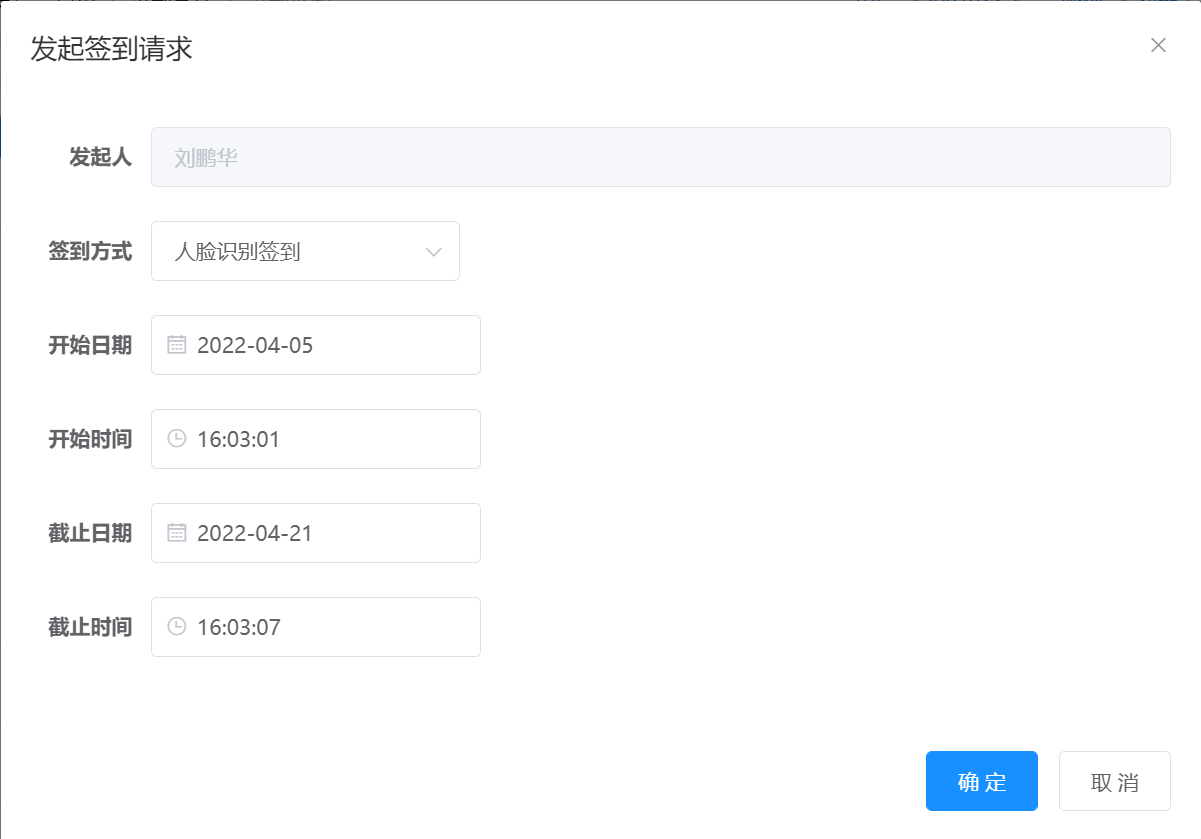 发起签到请求
发起人 刘鹏华
签到方式 人脸识别签到
开始日期 2022-04-05
开始时间 16:03:01
截止日期 2022-04-21
截止时间 16:03:07
确定 取消